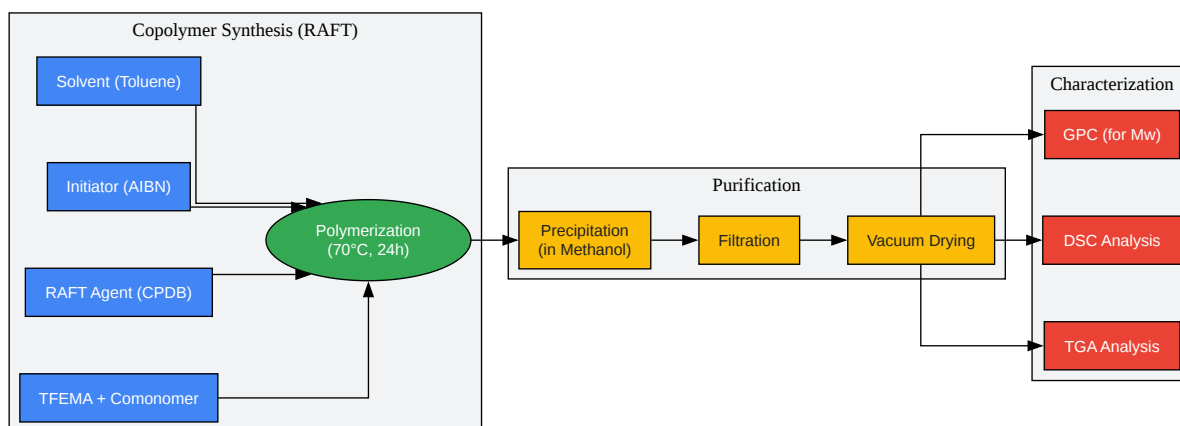 Copolymer Synthesis (RAFT)
Solvent (Toluene)
Initiator (AIBN)
RAFT Agent (CPDB)
TFEMA + Comonomer
Polymerization
(70°C, 24h)
Purification
Precipitation
(in Methanol)
Filtration
Vacuum Drying
Characterization
GPC (for Mw)
DSC Analysis
TGA Analysis